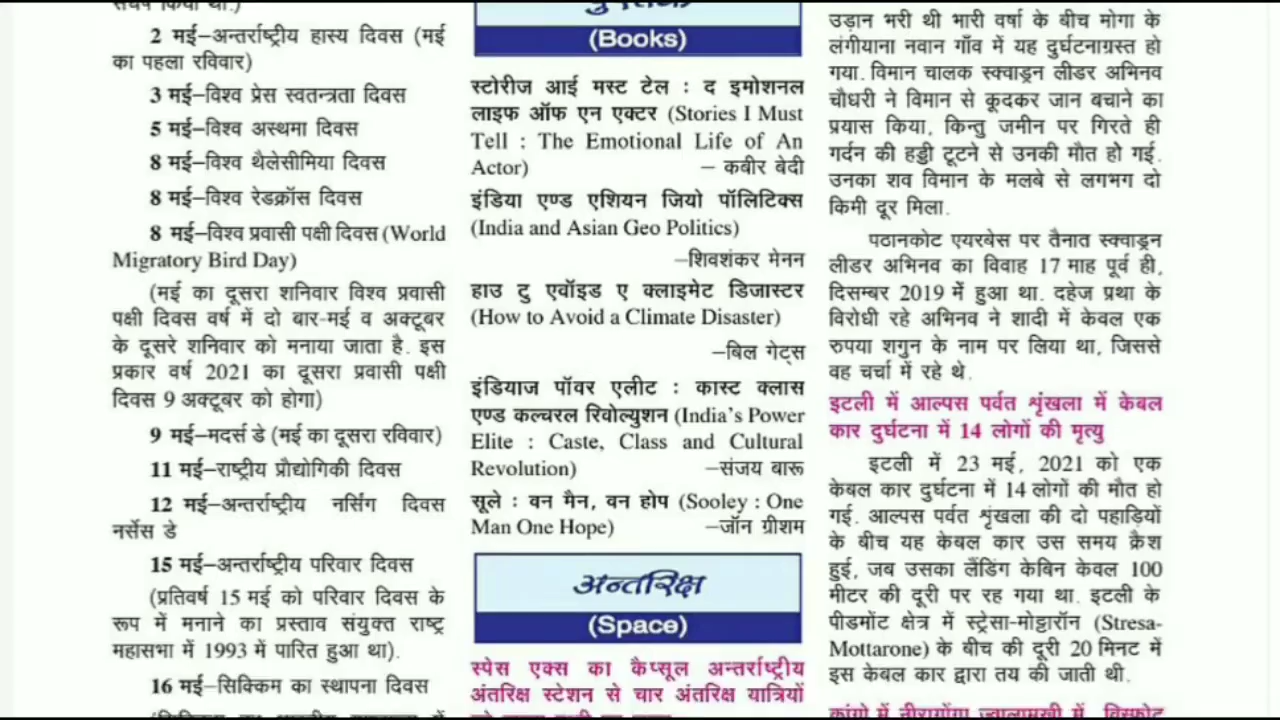 2 मई–अन्तर्राष्ट्रीय हास्य दिवस (मई
का पहला रविवार)
3 मई–विश्व प्रेस स्वतन्त्रता दिवस
5 मई–विश्व अस्थमा दिवस
8 मई–विश्व थैलेसीमिया दिवस
8 मई–विश्व रेडक्रॉस दिवस
8 मई–विश्व प्रवासी पक्षी दिवस (World
Migratory Bird Day)
(मई का दूसरा शनिवार विश्व प्रवासी
पक्षी दिवस वर्ष में दो बार-मई व अक्टूबर
के दूसरे शनिवार को मनाया जाता है. इस
प्रकार वर्ष 2021 का दूसरा प्रवासी पक्षी
दिवस 9 अक्टूबर को होगा)
9 मई–मदर्स डे (मई का दूसरा रविवार)
11 मई–राष्ट्रीय प्रौद्योगिकी दिवस
12 मई–अन्तर्राष्ट्रीय नर्सिंग दिवस
नर्सेस डे
15 मई–अन्तर्राष्ट्रीय परिवार दिवस
(प्रतिवर्ष 15 मई को परिवार दिवस के
रूप में मनाने का प्रस्ताव संयुक्त राष्ट्र
महासभा में 1993 में पारित हुआ था).
16 मई–सिक्किम का स्थापना दिवस
(Books)
स्टोरीज आई मस्ट टेल : द इमोशनल
लाइफ ऑफ एन एक्टर (Stories I Must
Tell : The Emotional Life of An
Actor) – कबीर बेदी
इंडिया एण्ड एशियन जियो पॉलिटिक्स
(India and Asian Geo Politics)
–शिवशंकर मेनन
हाउ टु एवॉइड ए क्लाइमेट डिजास्टर
(How to Avoid a Climate Disaster)
–बिल गेट्स
इंडियाज पॉवर एलीट : कास्ट क्लास
एण्ड कल्चरल रिवोल्युशन (India's Power
Elite : Caste, Class and Cultural
Revolution) –संजय बारू
सूले : वन मैन, वन होप (Sooley : One
Man One Hope) –जॉन ग्रीशम
अन्तरिक्ष
(Space)
स्पेस एक्स का कैप्सूल अन्तर्राष्ट्रीय
अंतरिक्ष स्टेशन से चार अंतरिक्ष यात्रियों
उड़ान भरी थी भारी वर्षा के बीच मोगा के
लंगीयाना नवान गाँव में यह दुर्घटनाग्रस्त हो
गया. विमान चालक स्क्वाड्रन लीडर अभिनव
चौधरी ने विमान से कूदकर जान बचाने का
प्रयास किया, किन्तु जमीन पर गिरते ही
गर्दन की हड्डी टूटने से उनकी मौत हो गई.
उनका शव विमान के मलबे से लगभग दो
किमी दूर मिला.
पठानकोट एयरबेस पर तैनात स्क्वाड्रन
लीडर अभिनव का विवाह 17 माह पूर्व ही,
दिसम्बर 2019 में हुआ था. दहेज प्रथा के
विरोधी रहे अभिनव ने शादी में केवल एक
रुपया शगुन के नाम पर लिया था, जिससे
वह चर्चा में रहे थे.
इटली में आल्पस पर्वत शृंखला में केबल
कार दुर्घटना में 14 लोगों की मृत्यु
इटली में 23 मई, 2021 को एक
केबल कार दुर्घटना में 14 लोगों की मौत हो
गई. आल्पस पर्वत शृंखला की दो पहाड़ियों
के बीच यह केबल कार उस समय क्रैश
हुई, जब उसका लैंडिंग केबिन केवल 100
मीटर की दूरी पर रह गया था. इटली के
पीडमोंट क्षेत्र में स्ट्रेसा-मोट्टारॉन (Stresa-
Mottarone) के बीच की दूरी 20 मिनट में
इस केबल कार द्वारा तय की जाती थी.
कांगो में नीरागोंगा ज्वालामुखी में विस्फोट